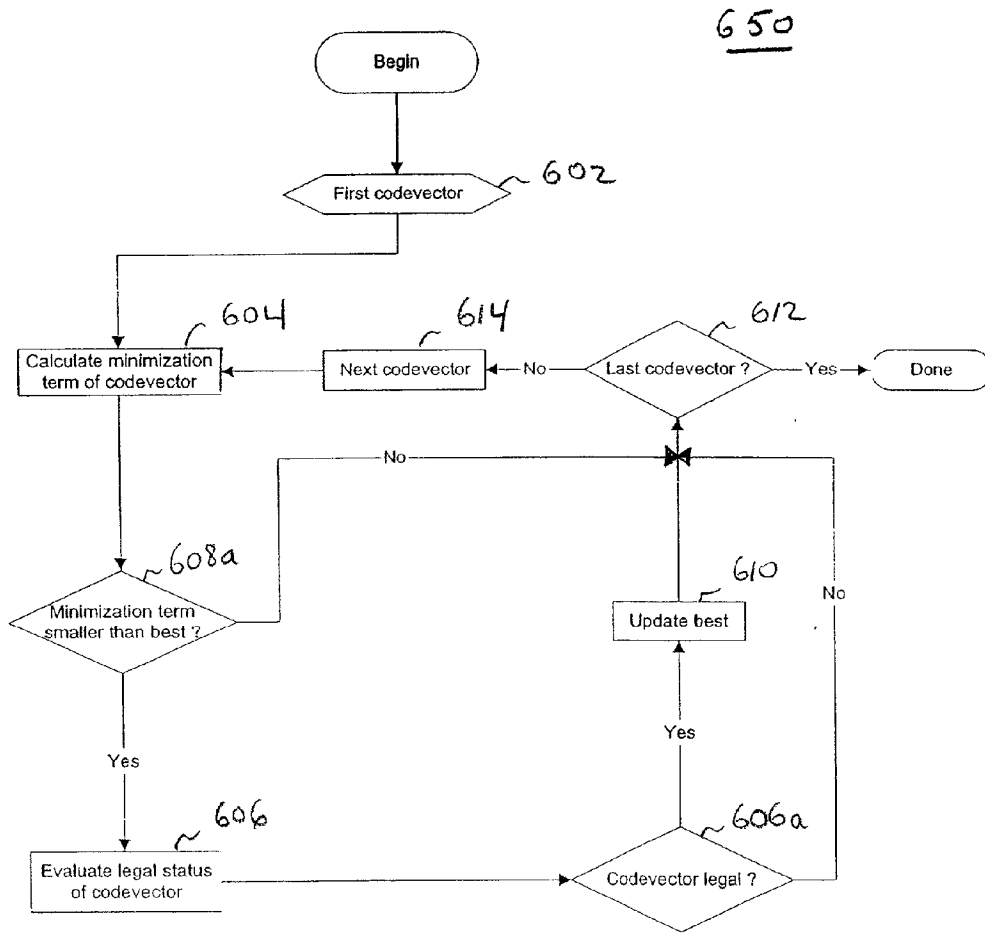 650
Begin
First codevector
602
604
614
612
Calculate minimization
term of codevector
Next codevector
No
Last codevector ?
Yes
Done
No
608a
610
No
Minimization term
smaller than best ?
Update best
Yes
Yes
606
606a
Evaluate legal status
of codevector
Codevector legal ?